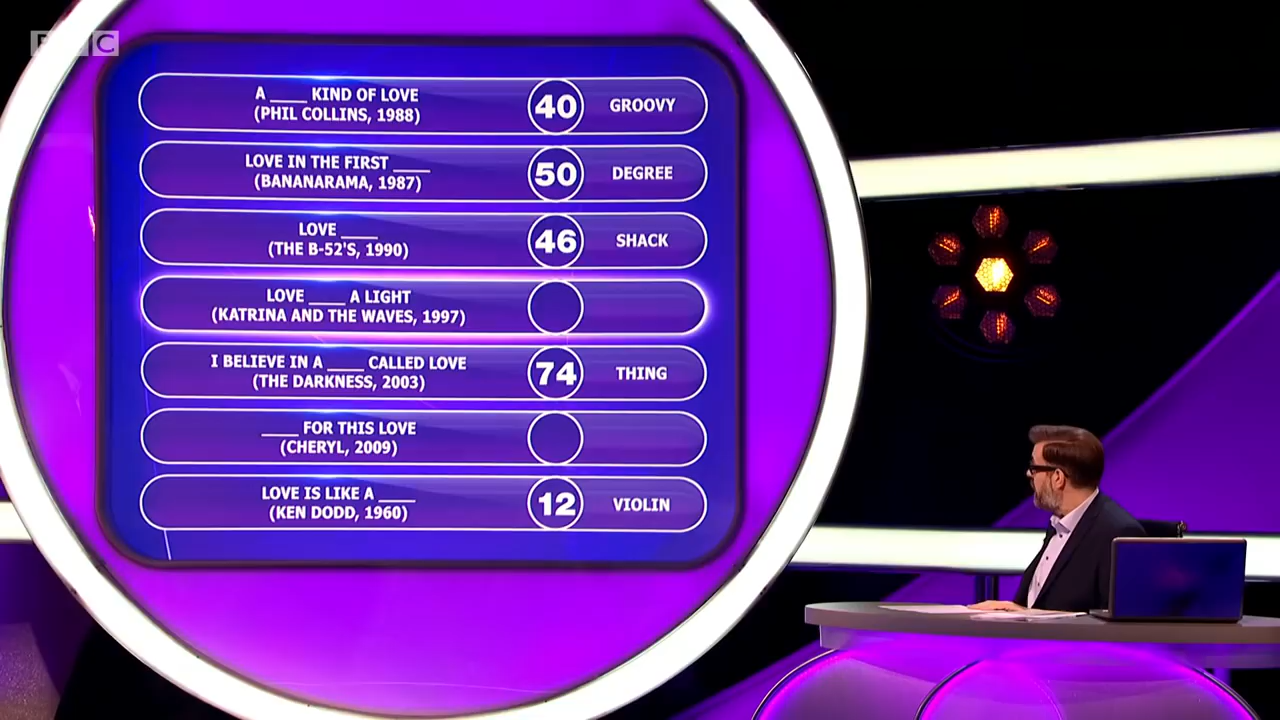 BBC
A ____ KIND OF LOVE
(PHIL COLLINS, 1988)
40
GROOVY
LOVE IN THE FIRST ____
(BANANARAMA, 1987)
50
DEGREE
LOVE ____
(THE B-52'S, 1990)
46
SHACK
LOVE ____ A LIGHT
(KATRINA AND THE WAVES, 1997)
I BELIEVE IN A ____ CALLED LOVE
(THE DARKNESS, 2003)
74
THING
____ FOR THIS LOVE
(CHERYL, 2009)
LOVE IS LIKE A ____
(KEN DODD, 1960)
12
VIOLIN